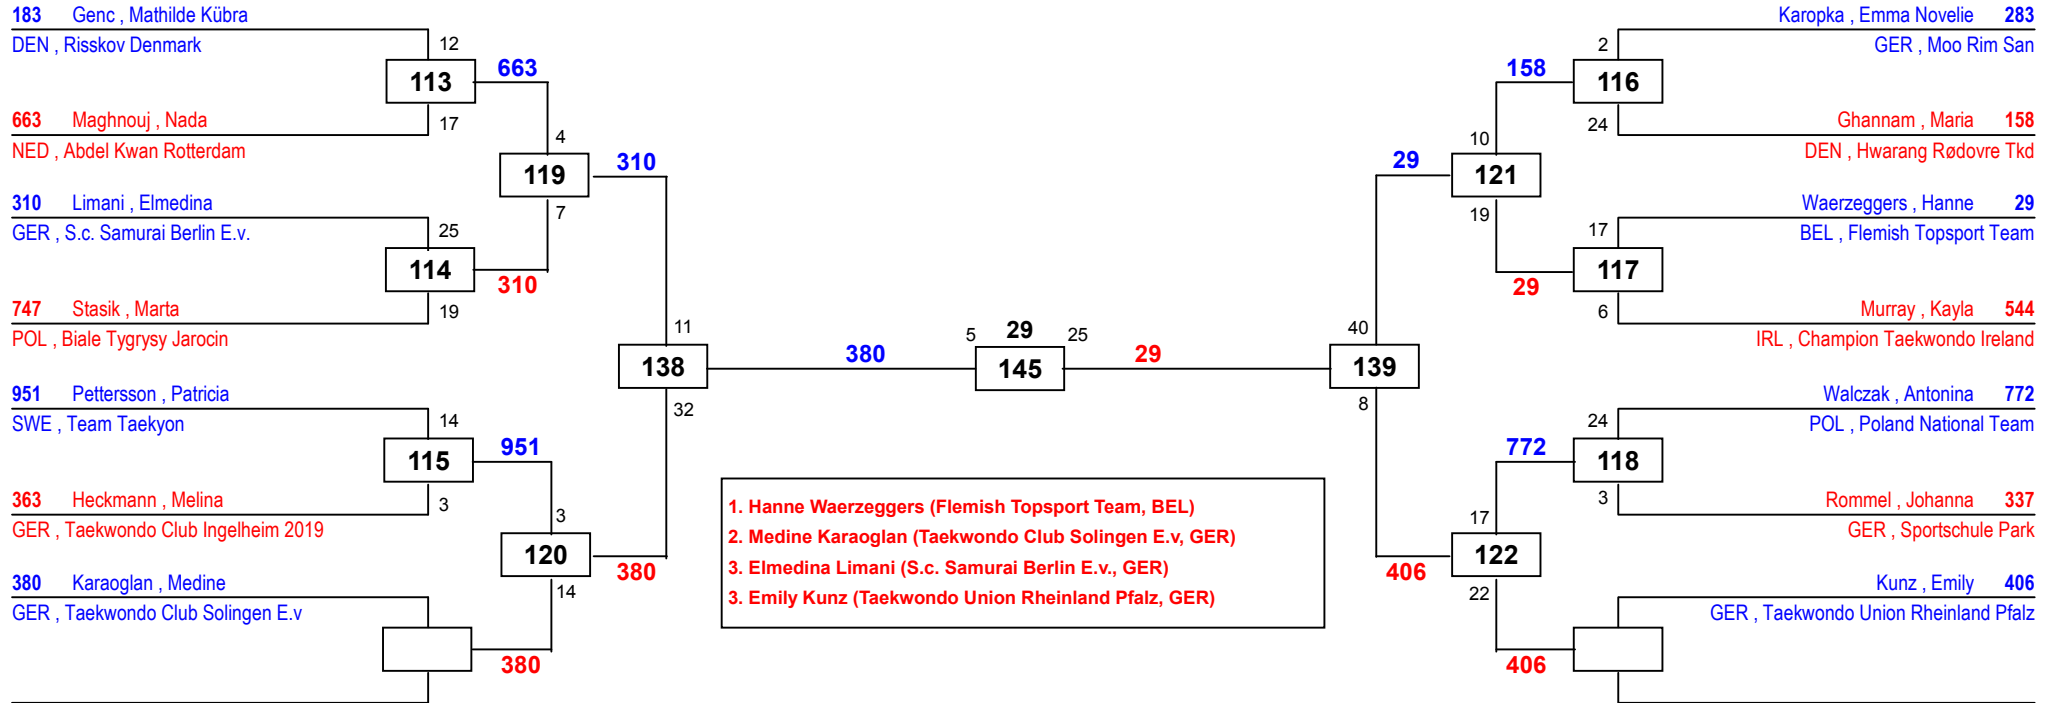 183 Genc , Mathilde Kübra
DEN , Risskov Denmark
12
113
663
17
663 Maghnouj , Nada
NED , Abdel Kwan Rotterdam
4
119
310
7
310 Limani , Elmedina
GER , S.c. Samurai Berlin E.v.
25
114
310
19
747 Stasik , Marta
POL , Biale Tygrysy Jarocin
11
138
380
32
951 Pettersson , Patricia
SWE , Team Taekyon
14
115
951
3
363 Heckmann , Melina
GER , Taekwondo Club Ingelheim 2019
3
120
380
14
380 Karaoglan , Medine
GER , Taekwondo Club Solingen E.v
380
5 29 25
145
29
1. Hanne Waerzeggers (Flemish Topsport Team, BEL)
2. Medine Karaoglan (Taekwondo Club Solingen E.v, GER)
3. Elmedina Limani (S.c. Samurai Berlin E.v., GER)
3. Emily Kunz (Taekwondo Union Rheinland Pfalz, GER)
Karopka , Emma Novelie 283
GER , Moo Rim San
2
158
116
24
Ghannam , Maria 158
DEN , Hwarang Rødovre Tkd
10
29
121
19
Waerzeggers , Hanne 29
BEL , Flemish Topsport Team
17
117
29
6
Murray , Kayla 544
IRL , Champion Taekwondo Ireland
40
139
8
Walczak , Antonina 772
POL , Poland National Team
24
772
118
3
Rommel , Johanna 337
GER , Sportschule Park
17
122
406
22
Kunz , Emily 406
GER , Taekwondo Union Rheinland Pfalz
406